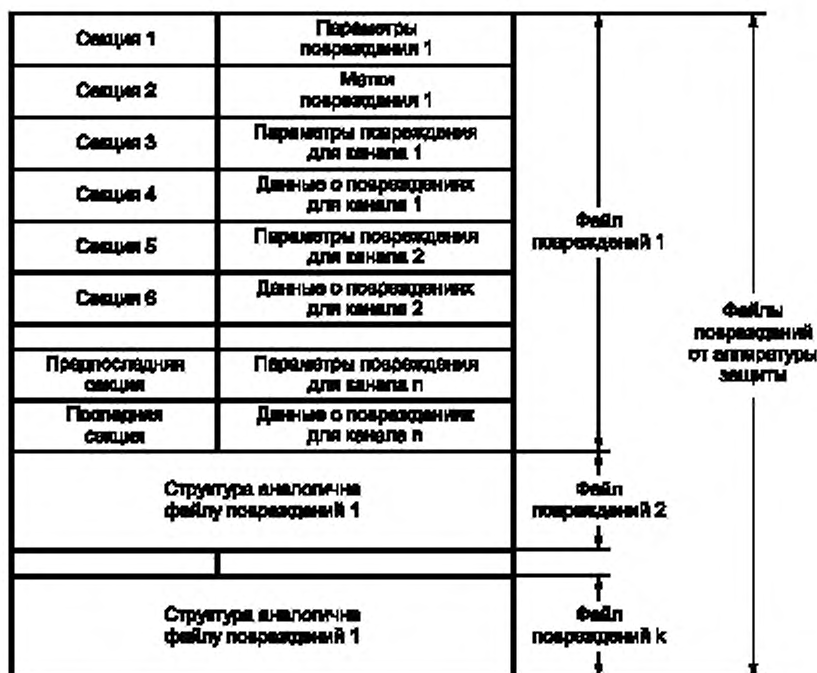 Секция 1
Параметры
повреждения 1
Секция 2
Метки
повреждения 1
Секция 3
Параметры повреждения
для канала 1
Секция 4
Данные о повреждениях
для канала 1
Секция 5
Параметры повреждения
для канала 2
Секция 6
Данные о повреждениях
для канала 2
Предпоследняя
секция
Параметры повреждения
для канала n
Последняя
секция
Данные о повреждениях
для канала n
Файл
повреждений 1
Файлы
повреждений
от аппаратуры
защиты
Структура аналогична
файлу повреждений 1
Файл
повреждений 2
Структура аналогична
файлу повреждений 1
Файл
повреждений k